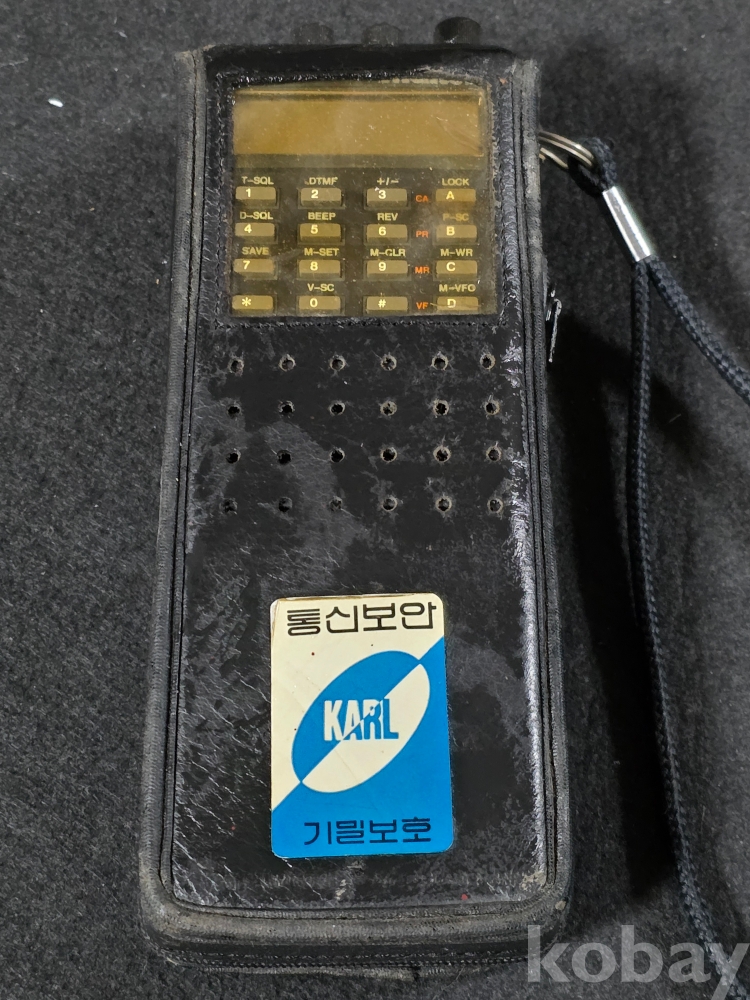 T-SQL .DTMF +/- LOCK
1 2 3 CA A
D-SQL BEEP REV P-SC
4 5 6 PR B
SAVE M-SET M-CLR M-WR
7 8 9 MR C
V-SC M-VFO
* 0 # VF D
통신보안
KARL
기밀보호
kobay